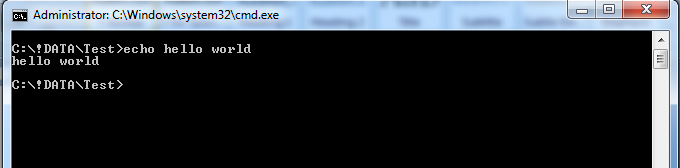 Administrator: C:\Windows\system32\cmd.exe
C:\!DATA\Test>echo hello world
hello world
C:\!DATA\Test>